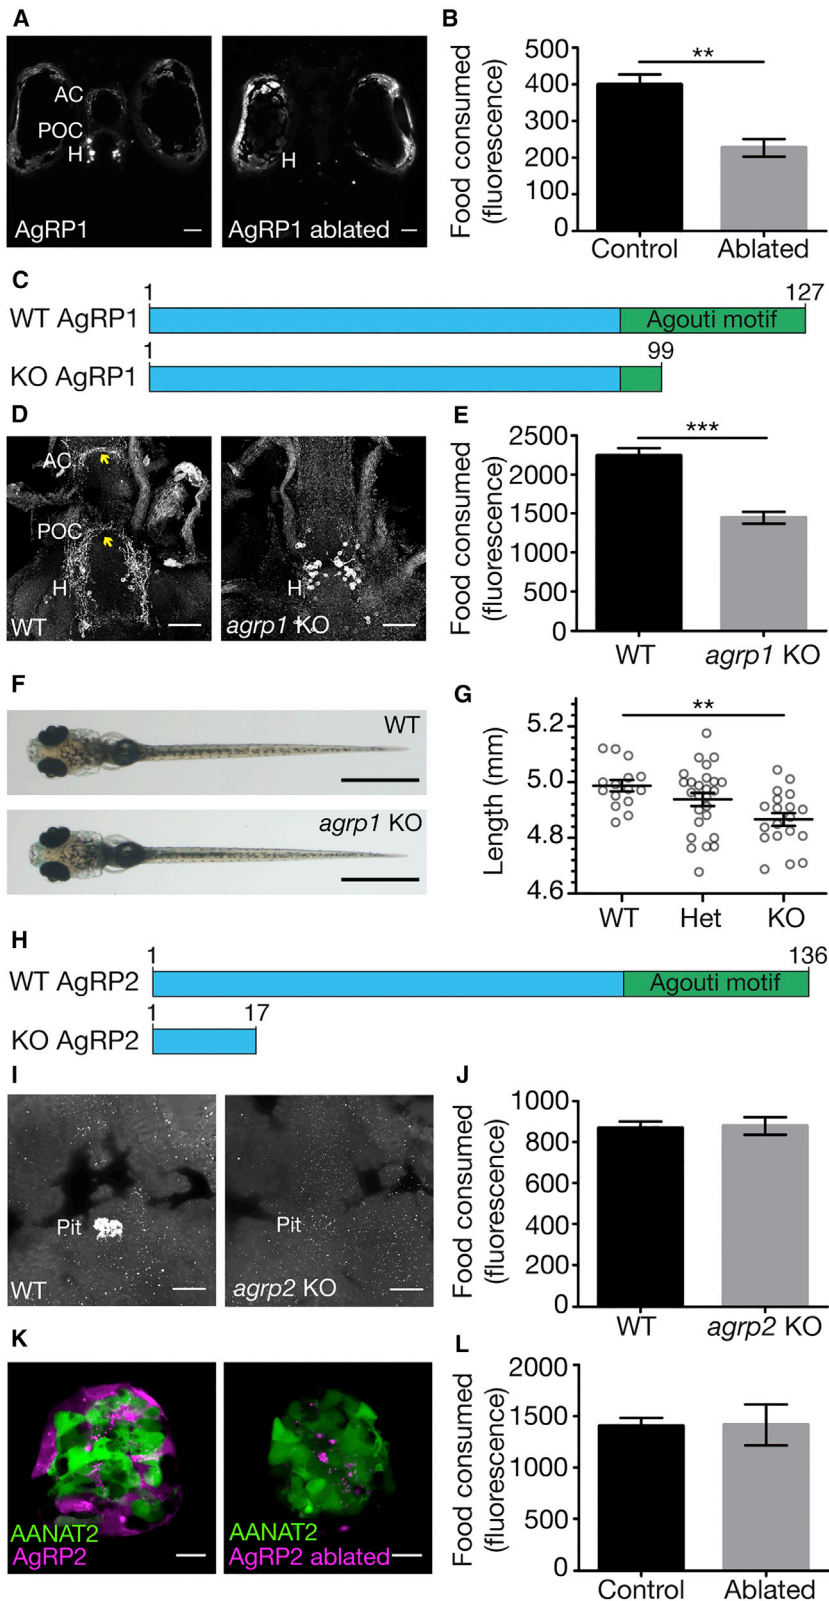 A
AC
POC
H
AgRP1
H
AgRP1 ablated
B
Food consumed
(fluorescence)
500
400
300
200
100
0
**
Control
Ablated
C
WT AgRP1
1
127
Agouti motif
KO AgRP1
1
99
D
AC
POC
H
WT
H
agrp1 KO
E
Food consumed
(fluorescence)
2500
2000
1500
1000
500
0
***
WT
agrp1 KO
F
WT
agrp1 KO
G
Length (mm)
5.2
5.0
4.8
4.6
**
WT
Het
KO
H
WT AgRP2
1
136
Agouti motif
KO AgRP2
1
17
I
Pit
WT
Pit
agrp2 KO
J
Food consumed
(fluorescence)
1000
800
600
400
200
0
WT
agrp2 KO
K
AANAT2
AgRP2
AANAT2
AgRP2 ablated
L
Food consumed
(fluorescence)
2000
1500
1000
500
0
Control
Ablated